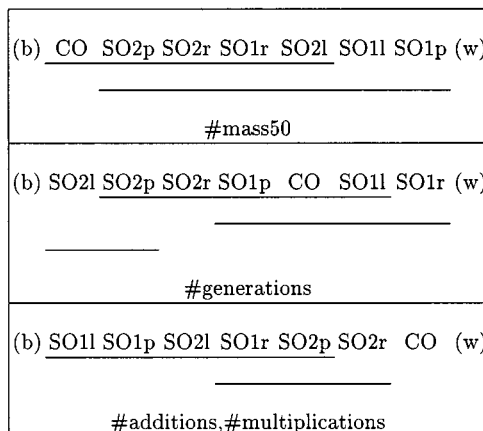 (b) CO SO2p SO2r SO1r SO2l SO1l SO1p (w)
#mass50
(b) SO2l SO2p SO2r SO1p CO SO1l SO1r (w)
#generations
(b) SO1l SO1p SO2l SO1r SO2p SO2r CO (w)
#additions,#multiplications